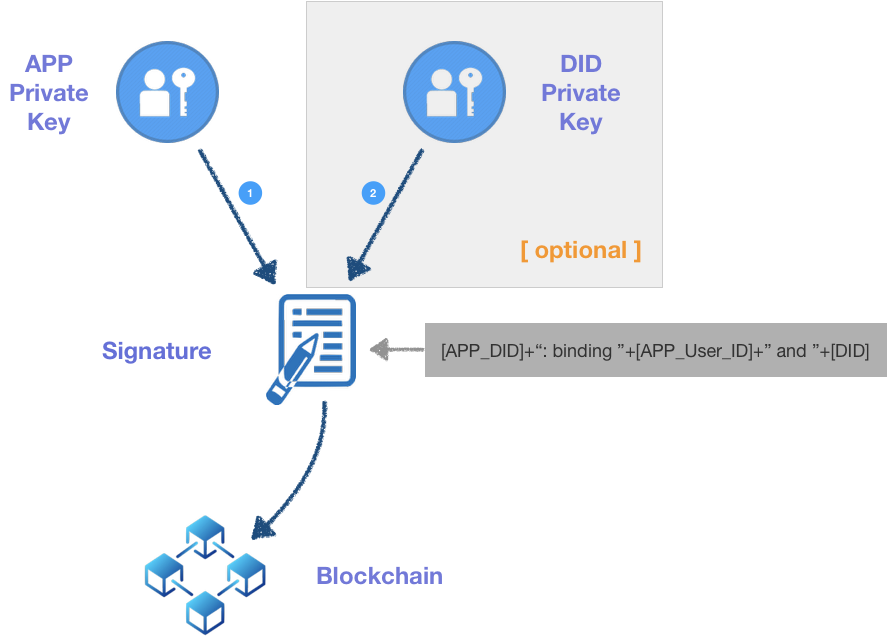 APP
Private
Key
DID
Private
Key
1
2
[ optional ]
Signature
[APP_DID]+“: binding ”+[APP_User_ID]+” and ”+[DID]
Blockchain